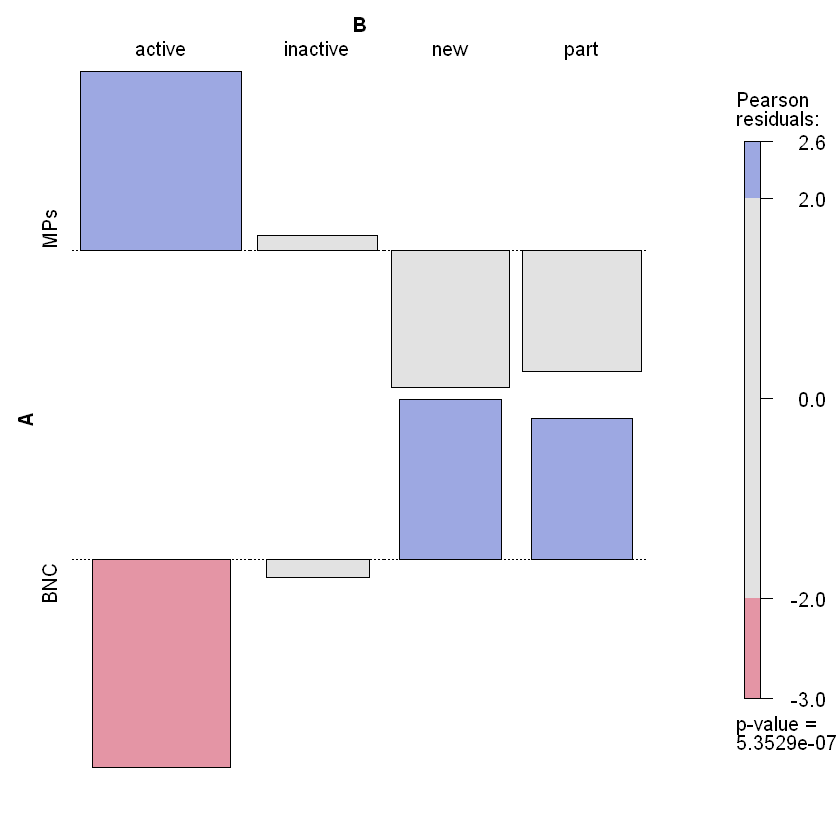 B
active inactive new part
MPs
A
BNC
Pearson
residuals:
2.6
2.0
0.0
-2.0
-3.0
p-value =
5.3529e-07